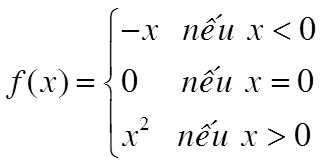 −x nếu x < 0
f(x) = { 0 nếu x = 0
x² nếu x > 0